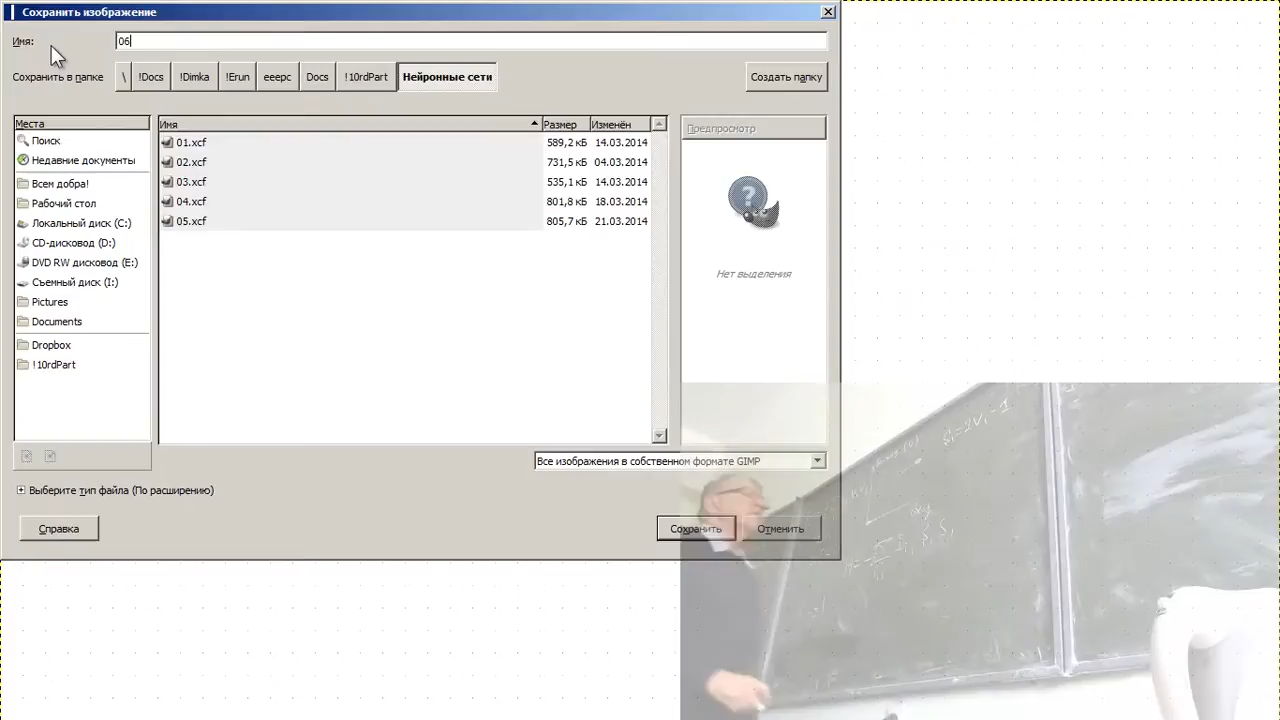 Сохранить изображение
Имя: 06
Сохранить в папке \ !Docs !Dimka !Erun eeepc Docs !10rdPart Нейронные сети Создать папку
Места
Поиск
Недавние документы
Всем добра!
Рабочий стол
Локальный диск (C:)
CD-дисковод (D:)
DVD RW дисковод (E:)
Съемный диск (I:)
Pictures
Documents
Dropbox
!10rdPart
Имя Размер Изменён
01.xcf 589,2 кБ 14.03.2014
02.xcf 731,5 кБ 04.03.2014
03.xcf 535,1 кБ 14.03.2014
04.xcf 801,8 кБ 18.03.2014
05.xcf 805,7 кБ 21.03.2014
Предпросмотр
?
Нет выделения
Все изображения в собственном формате GIMP
Выберите тип файла (По расширению)
Справка Сохранить Отменить